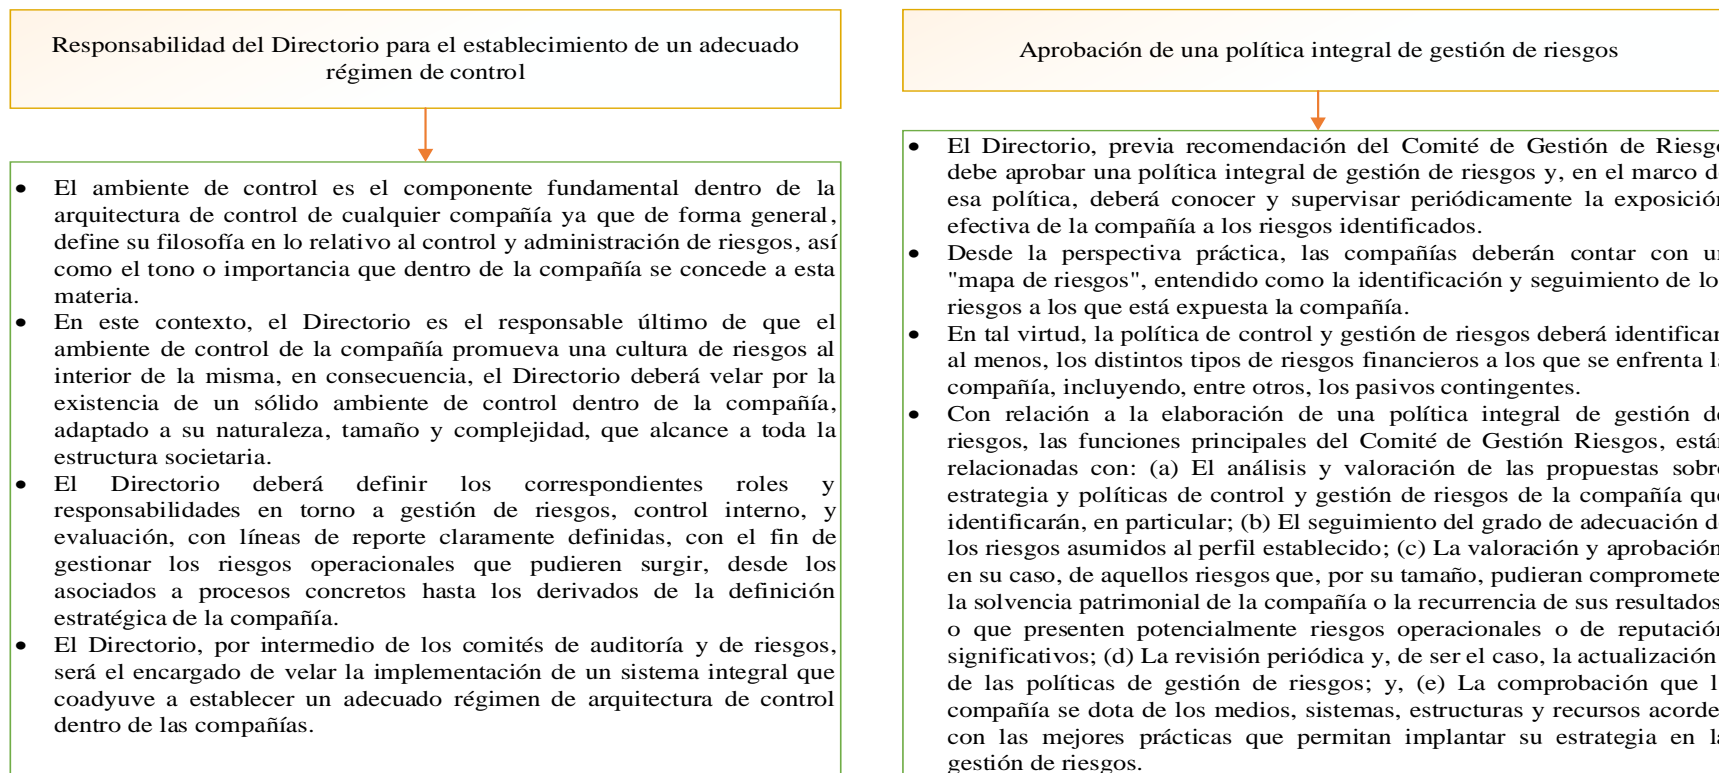 Responsabilidad del Directorio para el establecimiento de un adecuado
régimen de control
• El ambiente de control es el componente fundamental dentro de la
arquitectura de control de cualquier compañía ya que de forma general,
define su filosofía en lo relativo al control y administración de riesgos, así
como el tono o importancia que dentro de la compañía se concede a esta
materia.
• En este contexto, el Directorio es el responsable último de que el
ambiente de control de la compañía promueva una cultura de riesgos al
interior de la misma, en consecuencia, el Directorio deberá velar por la
existencia de un sólido ambiente de control dentro de la compañía,
adaptado a su naturaleza, tamaño y complejidad, que alcance a toda la
estructura societaria.
• El Directorio deberá definir los correspondientes roles y
responsabilidades en torno a gestión de riesgos, control interno, y
evaluación, con líneas de reporte claramente definidas, con el fin de
gestionar los riesgos operacionales que pudieren surgir, desde los
asociados a procesos concretos hasta los derivados de la definición
estratégica de la compañía.
• El Directorio, por intermedio de los comités de auditoría y de riesgos,
será el encargado de velar la implementación de un sistema integral que
coadyuve a establecer un adecuado régimen de arquitectura de control
dentro de las compañías.
Aprobación de una política integral de gestión de riesgos
• El Directorio, previa recomendación del Comité de Gestión de Riesgo
debe aprobar una política integral de gestión de riesgos y, en el marco d
esa política, deberá conocer y supervisar periódicamente la exposición
efectiva de la compañía a los riesgos identificados.
• Desde la perspectiva práctica, las compañías deberán contar con un
"mapa de riesgos", entendido como la identificación y seguimiento de lo
riesgos a los que está expuesta la compañía.
• En tal virtud, la política de control y gestión de riesgos deberá identificar
al menos, los distintos tipos de riesgos financieros a los que se enfrenta la
compañía, incluyendo, entre otros, los pasivos contingentes.
• Con relación a la elaboración de una política integral de gestión de
riesgos, las funciones principales del Comité de Gestión Riesgos, están
relacionadas con: (a) El análisis y valoración de las propuestas sobre
estrategia y políticas de control y gestión de riesgos de la compañía que
identificarán, en particular; (b) El seguimiento del grado de adecuación de
los riesgos asumidos al perfil establecido; (c) La valoración y aprobación
en su caso, de aquellos riesgos que, por su tamaño, pudieran compromete
la solvencia patrimonial de la compañía o la recurrencia de sus resultados
o que presenten potencialmente riesgos operacionales o de reputación
significativos; (d) La revisión periódica y, de ser el caso, la actualización
de las políticas de gestión de riesgos; y, (e) La comprobación que l
compañía se dota de los medios, sistemas, estructuras y recursos acorde
con las mejores prácticas que permitan implantar su estrategia en la
gestión de riesgos.